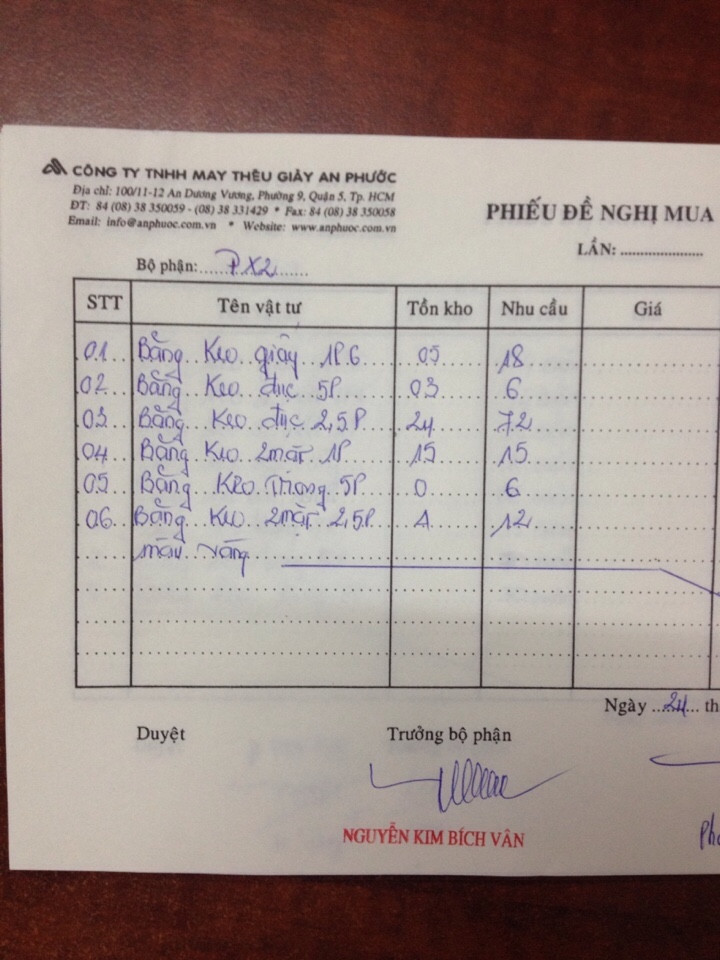 CÔNG TY TNHH MAY THÊU GIÀY AN PHƯỚC
Địa chỉ: 100/11-12 An Dương Vương, Phường 9, Quận 5, Tp. HCM
ĐT: 84 (08) 38 350059 - (08) 38 331429 * Fax: 84 (08) 38 350058
Email: info@anphuoc.com.vn * Website: www.anphuoc.com.vn
PHIẾU ĐỀ NGHỊ MUA
LẦN: .....................
Bộ phận: PX2
STT Tên vật tư Tồn kho Nhu cầu Giá
01 Băng Keo giấy 1P6 05 18
02 Băng Keo đục 5P 03 6
03 Băng Keo đục 2,5P 24 72
04 Băng Keo 2 mặt 1P 15 15
05 Băng Keo Trong 5P 0 6
06 Băng Keo 2 mặt 2,5P 1 12
màu vàng
Ngày 24 th
Duyệt Trưởng bộ phận
NGUYỄN KIM BÍCH VÂN